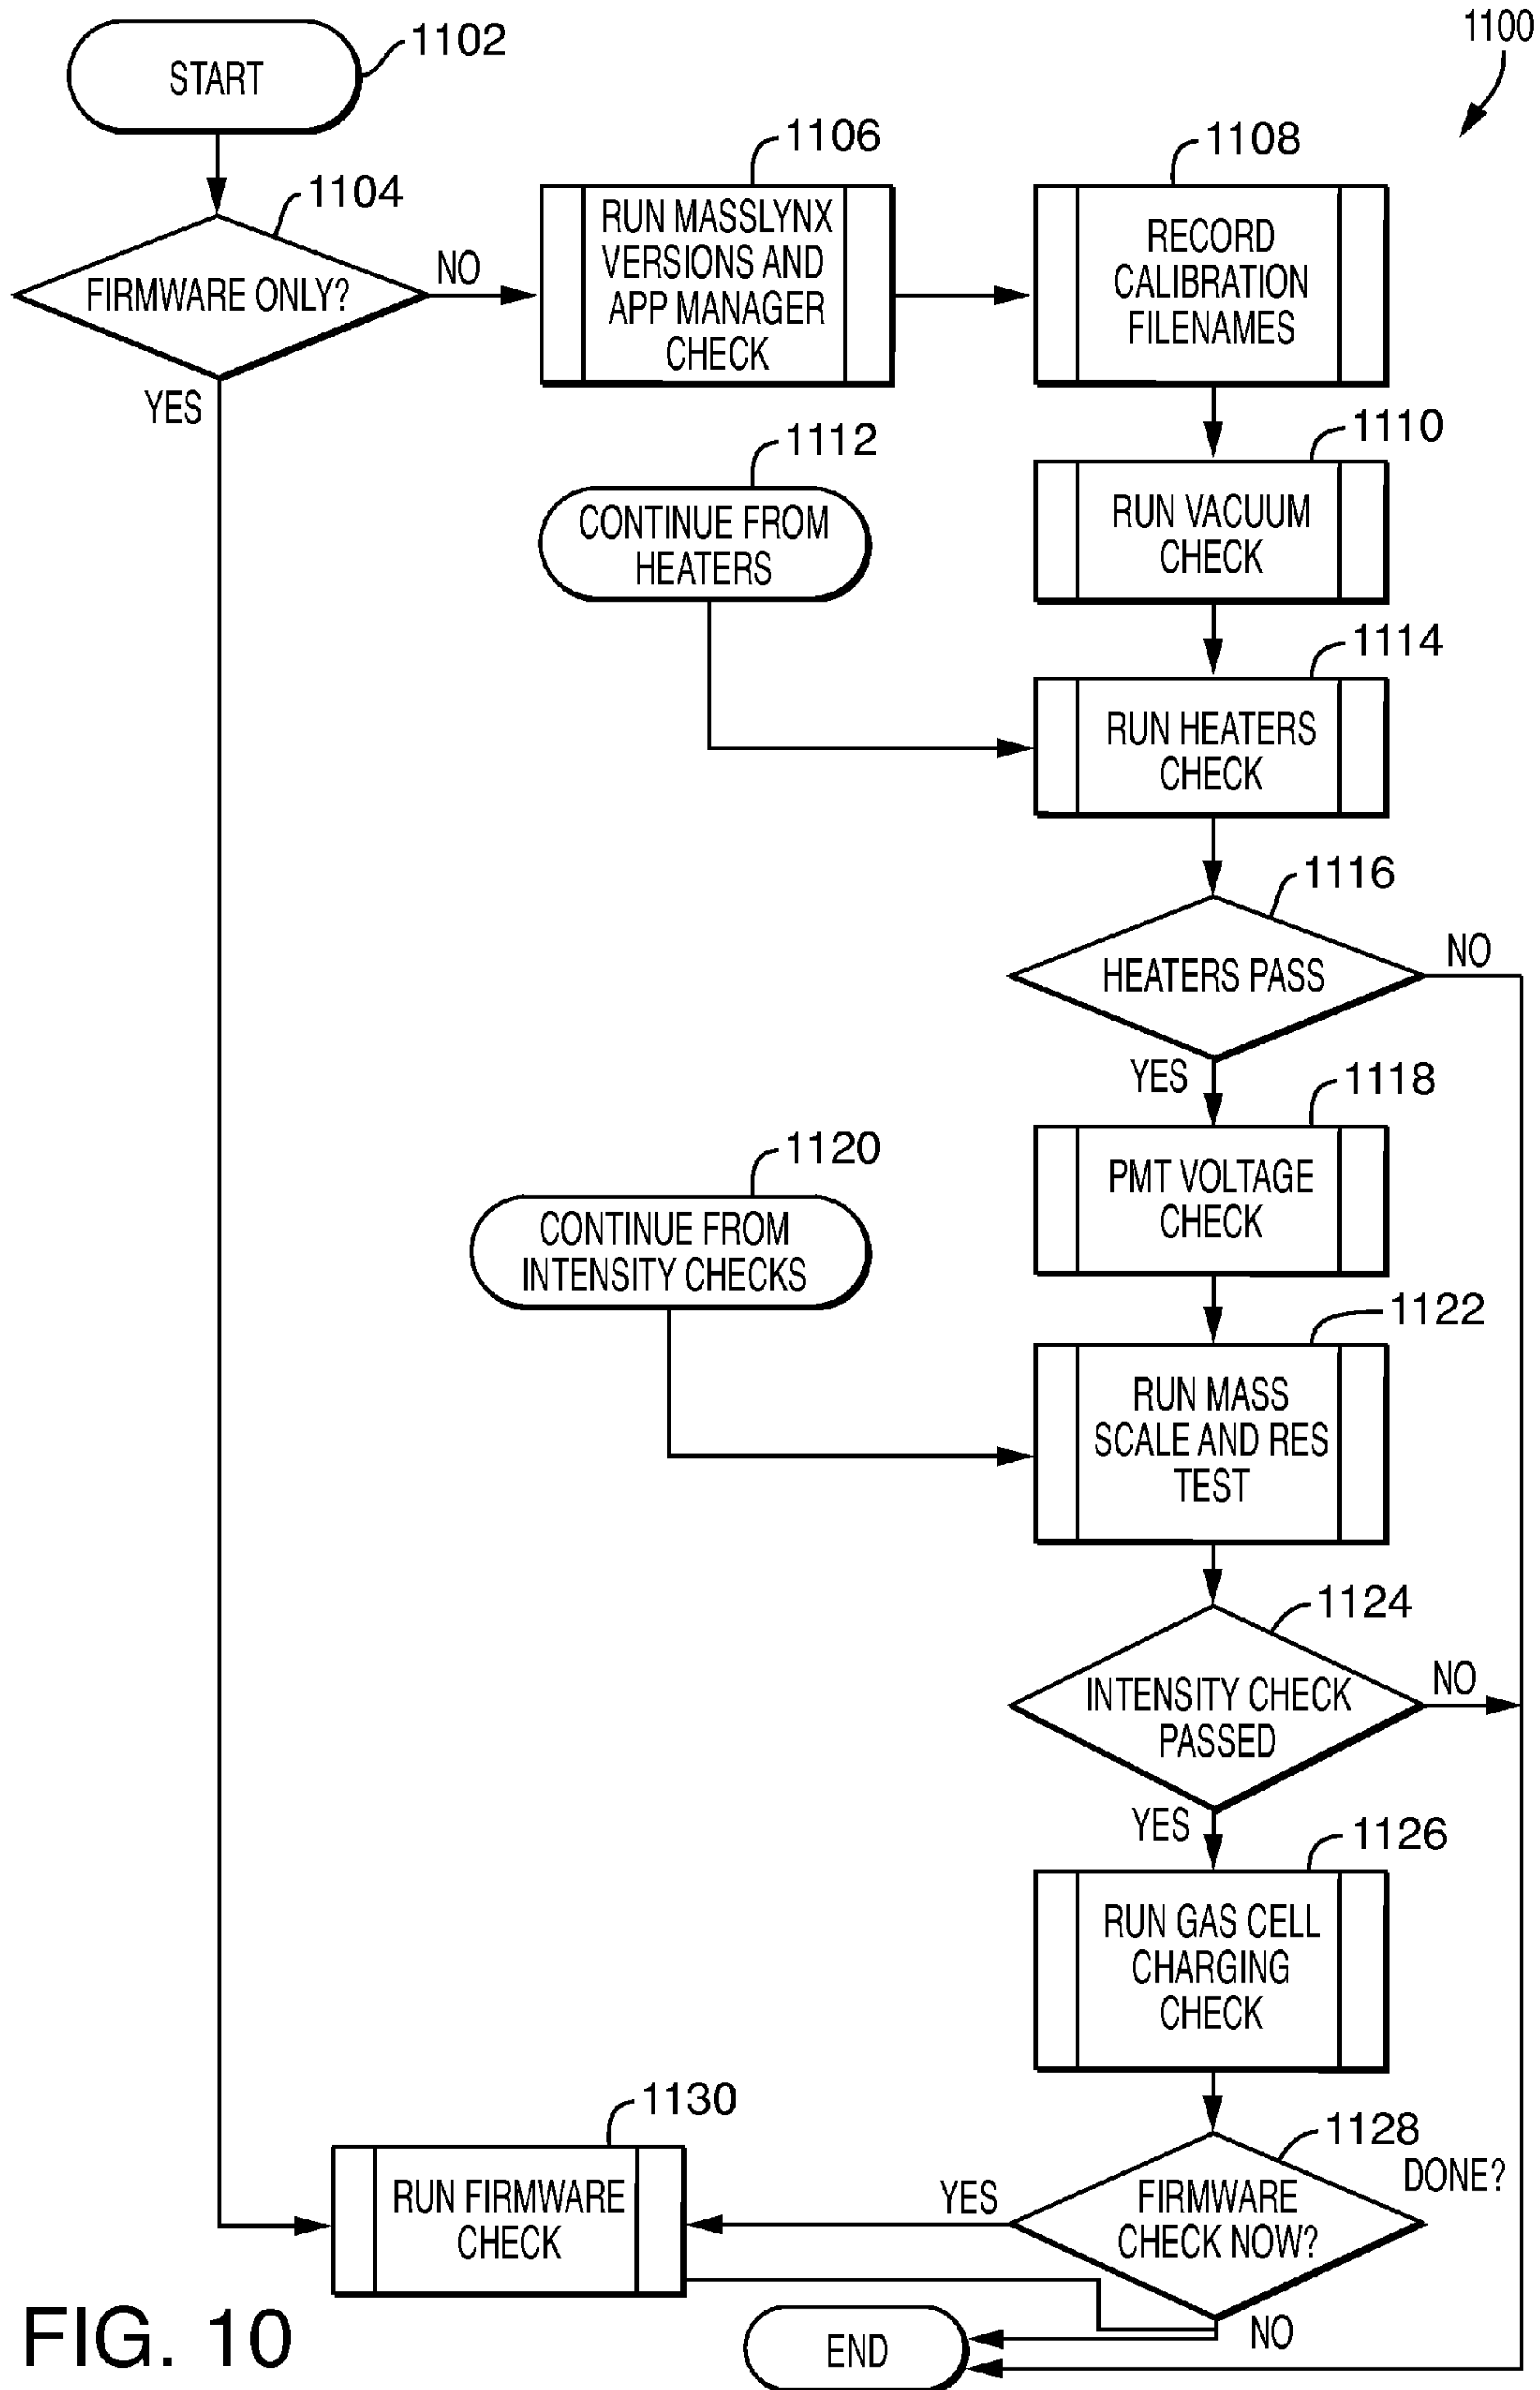 1100
START
1102
1104
FIRMWARE ONLY?
NO
YES
1106
RUN MASSLYNX
VERSIONS AND
APP MANAGER
CHECK
1108
RECORD
CALIBRATION
FILENAMES
1110
RUN VACUUM
CHECK
1112
CONTINUE FROM
HEATERS
1114
RUN HEATERS
CHECK
1116
HEATERS PASS
NO
YES
1118
PMT VOLTAGE
CHECK
1120
CONTINUE FROM
INTENSITY CHECKS
1122
RUN MASS
SCALE AND RES
TEST
1124
INTENSITY CHECK
PASSED
NO
YES
1126
RUN GAS CELL
CHARGING
CHECK
1128
DONE?
FIRMWARE
CHECK NOW?
YES
NO
1130
RUN FIRMWARE
CHECK
END
FIG. 10